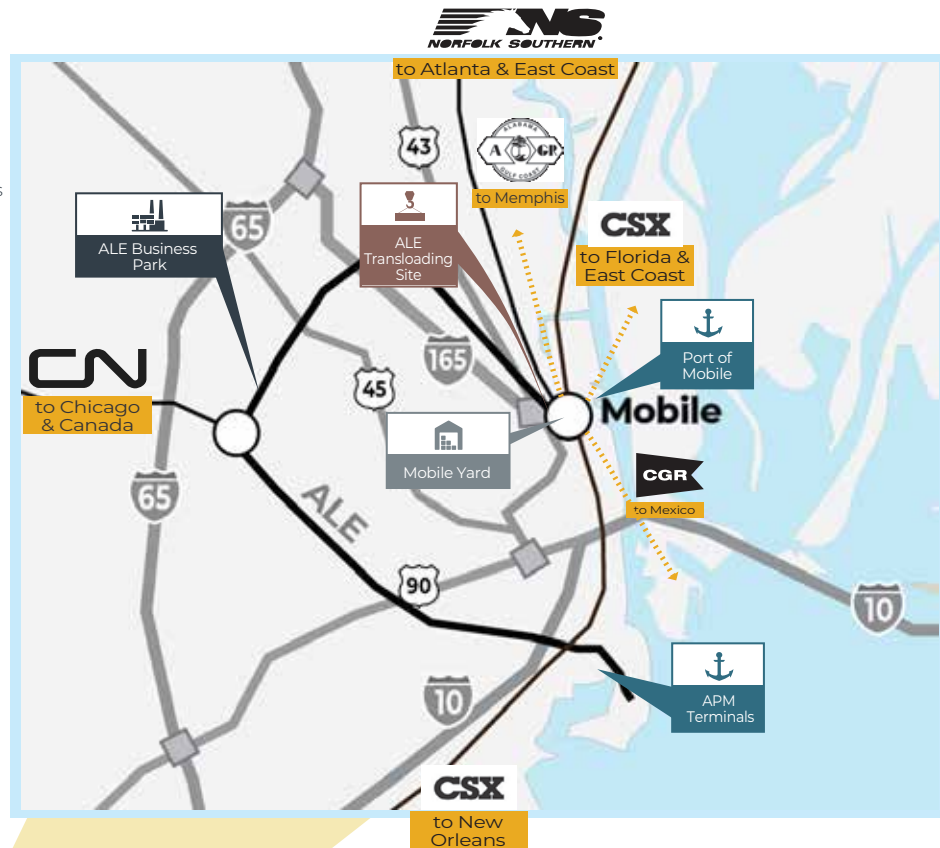 NS
NORFOLK SOUTHERN
to Atlanta & East Coast
43
ALABAMA
A GR
GULF COAST
to Memphis
s
65
ALE Business
Park
ALE
Transloading
Site
CSX
to Florida &
East Coast
Port of
Mobile
165
CN
to Chicago
& Canada
45
Mobile
Mobile Yard
CGR
to Mexico
65
ALE
90
10
10
APM
Terminals
CSX
to New
Orleans